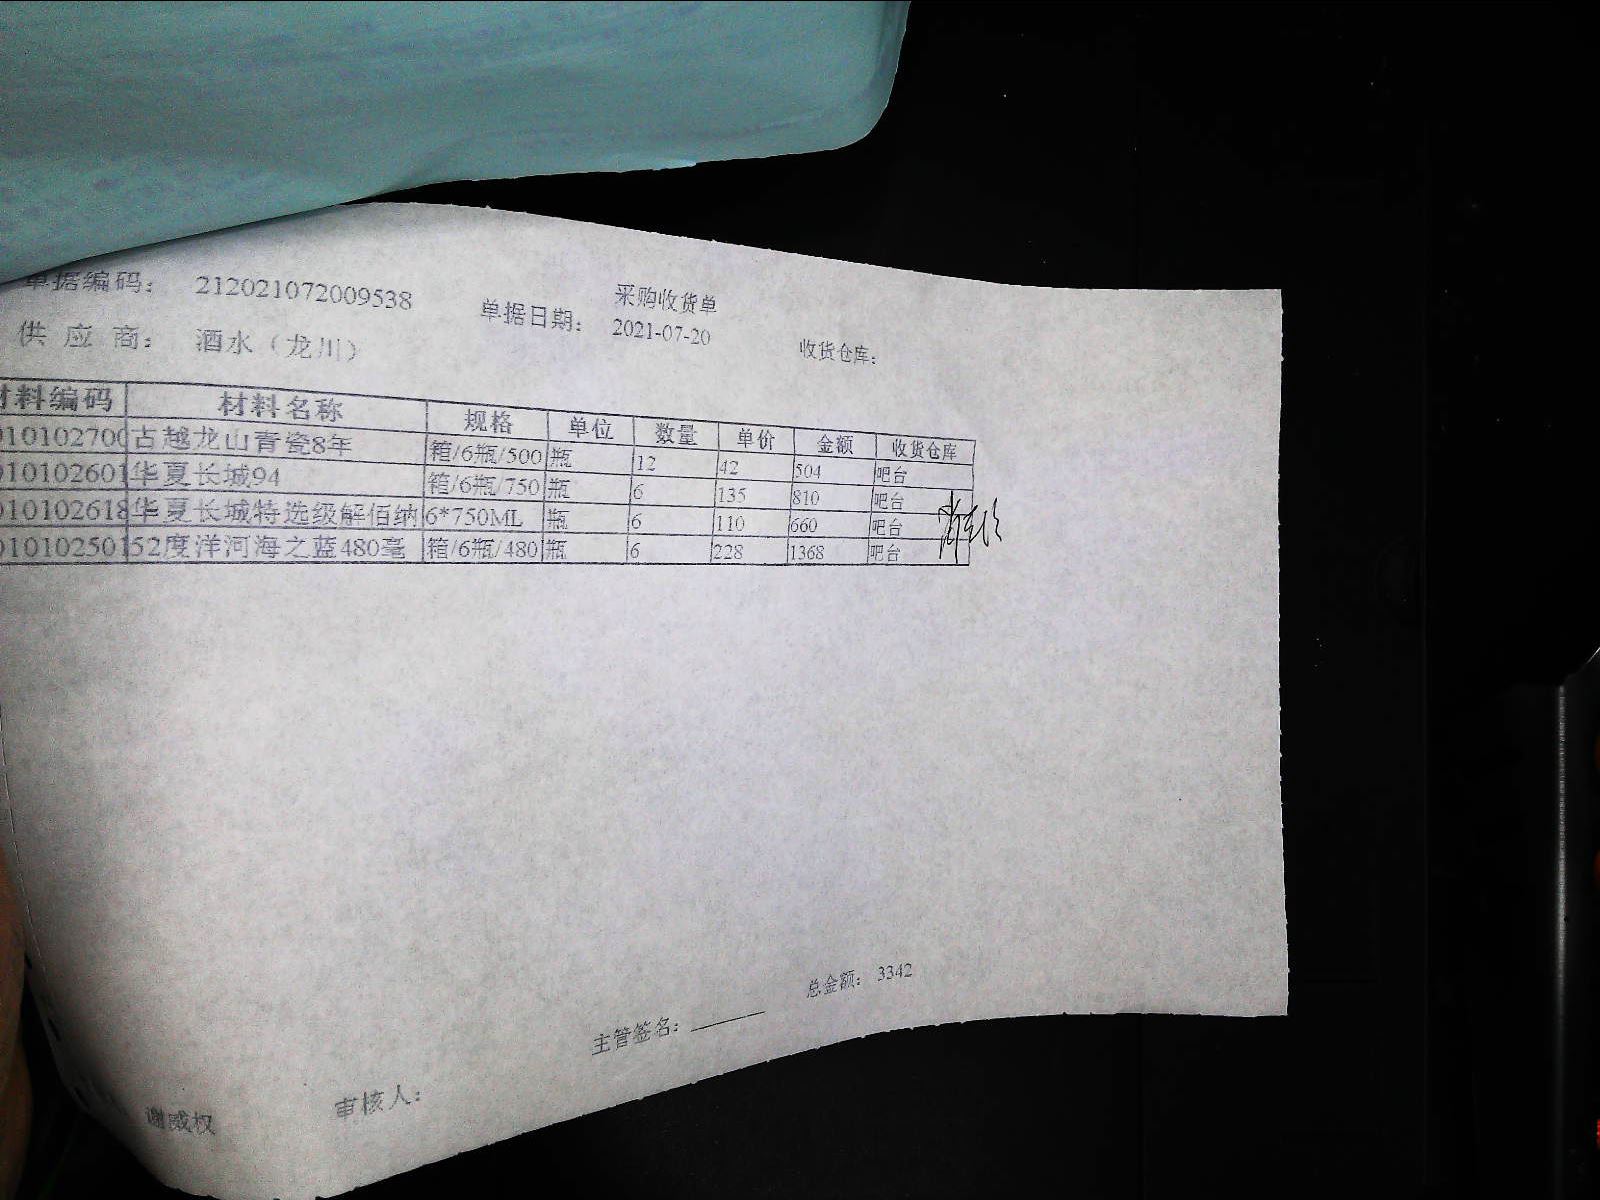 采购收货单
单据编码： 212021072009538 单据日期： 2021-07-20 收货仓库：
供 应 商： 酒水（龙川）
材料编码 材料名称 规格 单位 数量 单价 金额 收货仓库
010102700 古越龙山青瓷8年 箱/6瓶/500 瓶 12 42 504 吧台
010102601 华夏长城94 箱/6瓶/750 瓶 6 135 810 吧台
010102618 华夏长城特选级解佰纳 6*750ML 瓶 6 110 660 吧台
010102501 52度洋河海之蓝480毫 箱/6瓶/480 瓶 6 228 1368 吧台
总金额： 3342
主管签名：
谢威权 审核人：